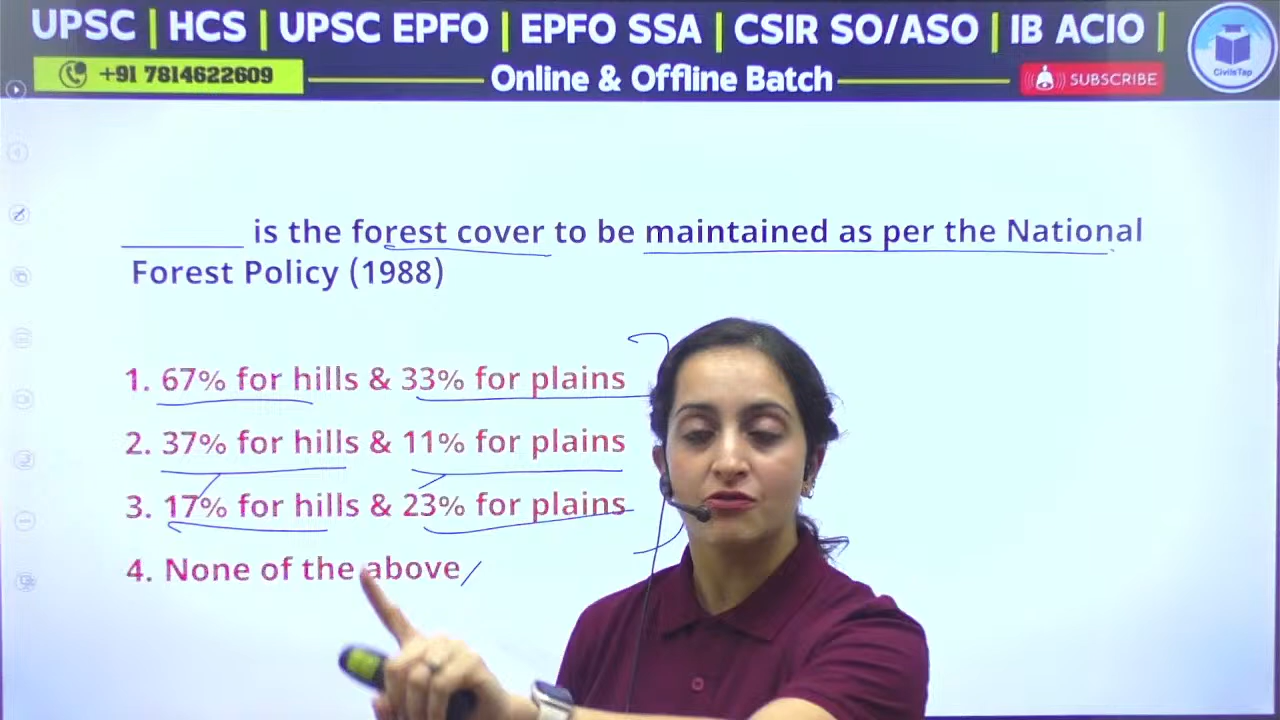 UPSC | HCS | UPSC EPFO | EPFO SSA | CSIR SO/ASO | IB ACIO |
+91 7814622609
Online & Offline Batch
SUBSCRIBE
CivilsTap
_______ is the forest cover to be maintained as per the National
Forest Policy (1988)
1. 67% for hills & 33% for plains
2. 37% for hills & 11% for plains
3. 17% for hills & 23% for plains
4. None of the above